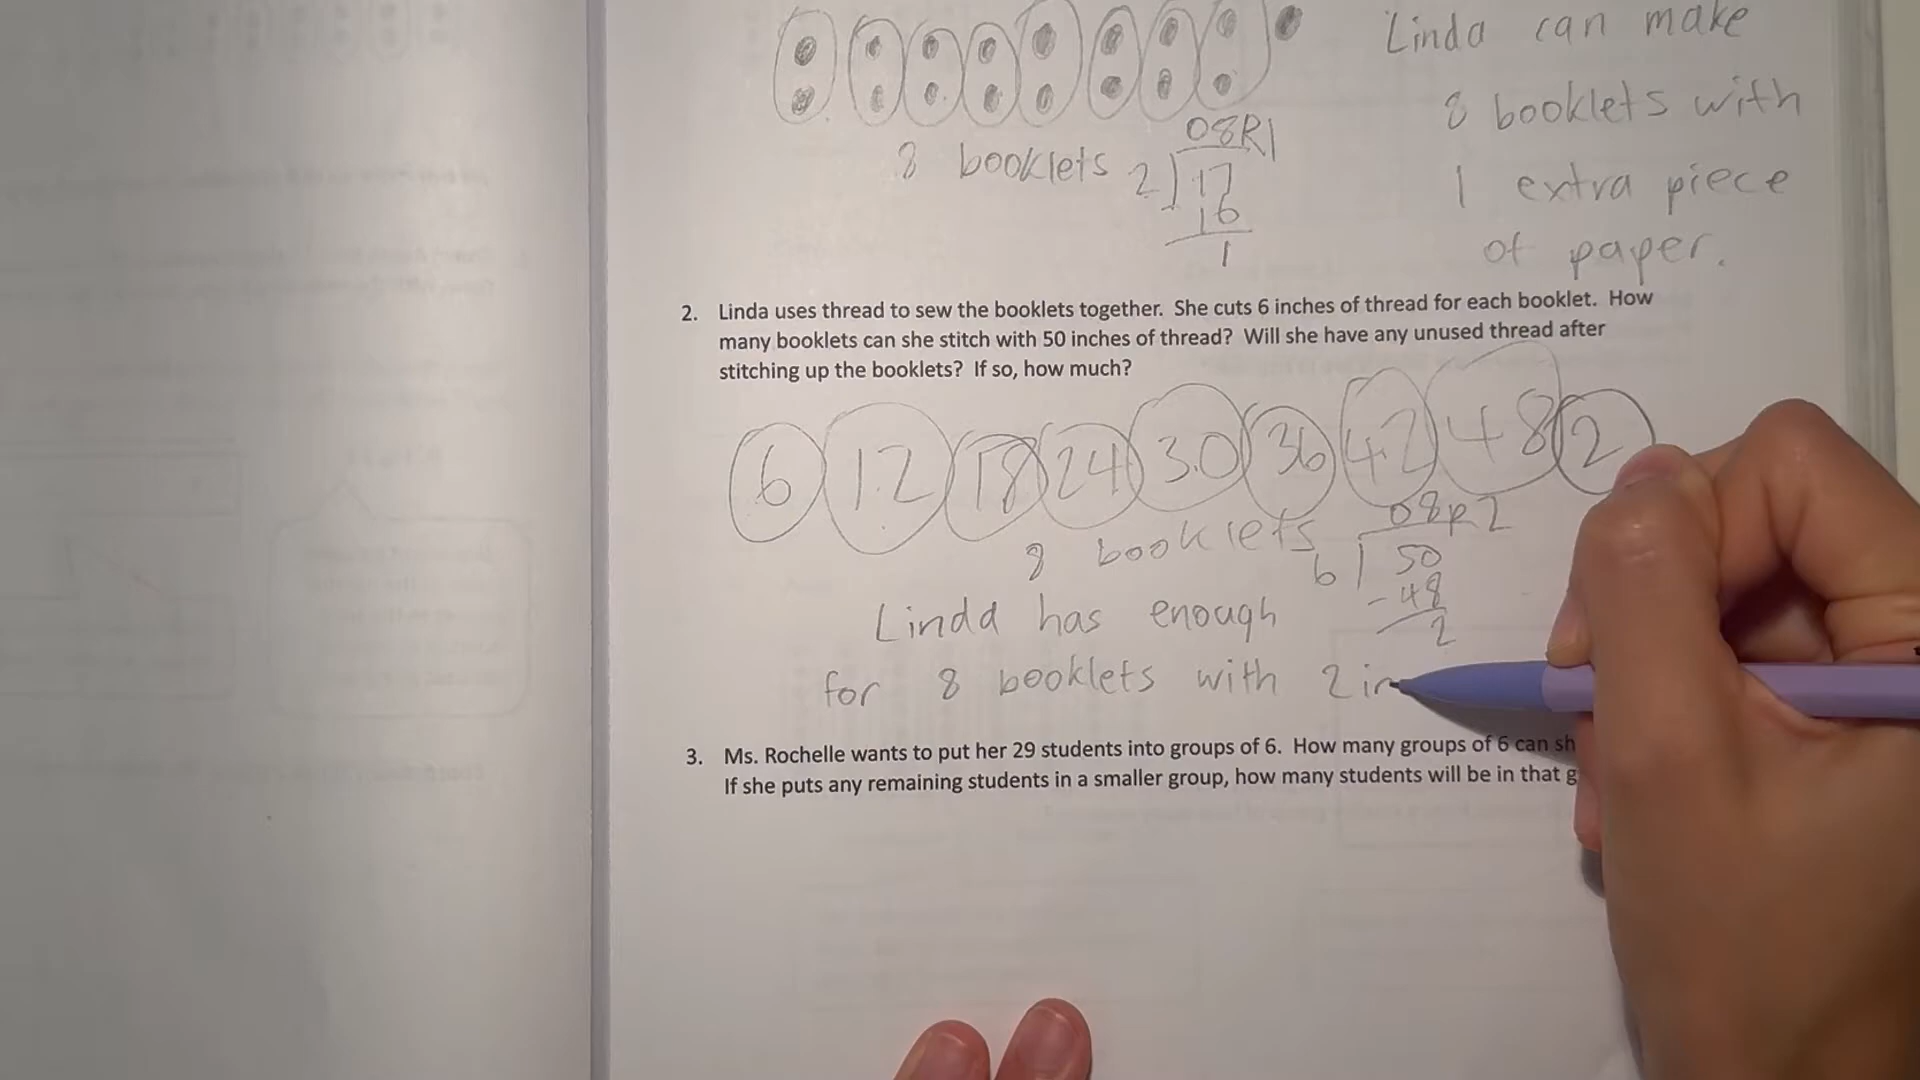 Linda can make
8 booklets with
1 extra piece
of paper.
8 booklets
08R1
2)17
16
1
2. Linda uses thread to sew the booklets together. She cuts 6 inches of thread for each booklet. How
many booklets can she stitch with 50 inches of thread? Will she have any unused thread after
stitching up the booklets? If so, how much?
6 12 18 24 30 36 42 48 2
8 booklets
08R2
6)50
-48
2
Linda has enough
for 8 booklets with 2 in
3. Ms. Rochelle wants to put her 29 students into groups of 6. How many groups of 6 can
If she puts any remaining students in a smaller group, how many students will be in that